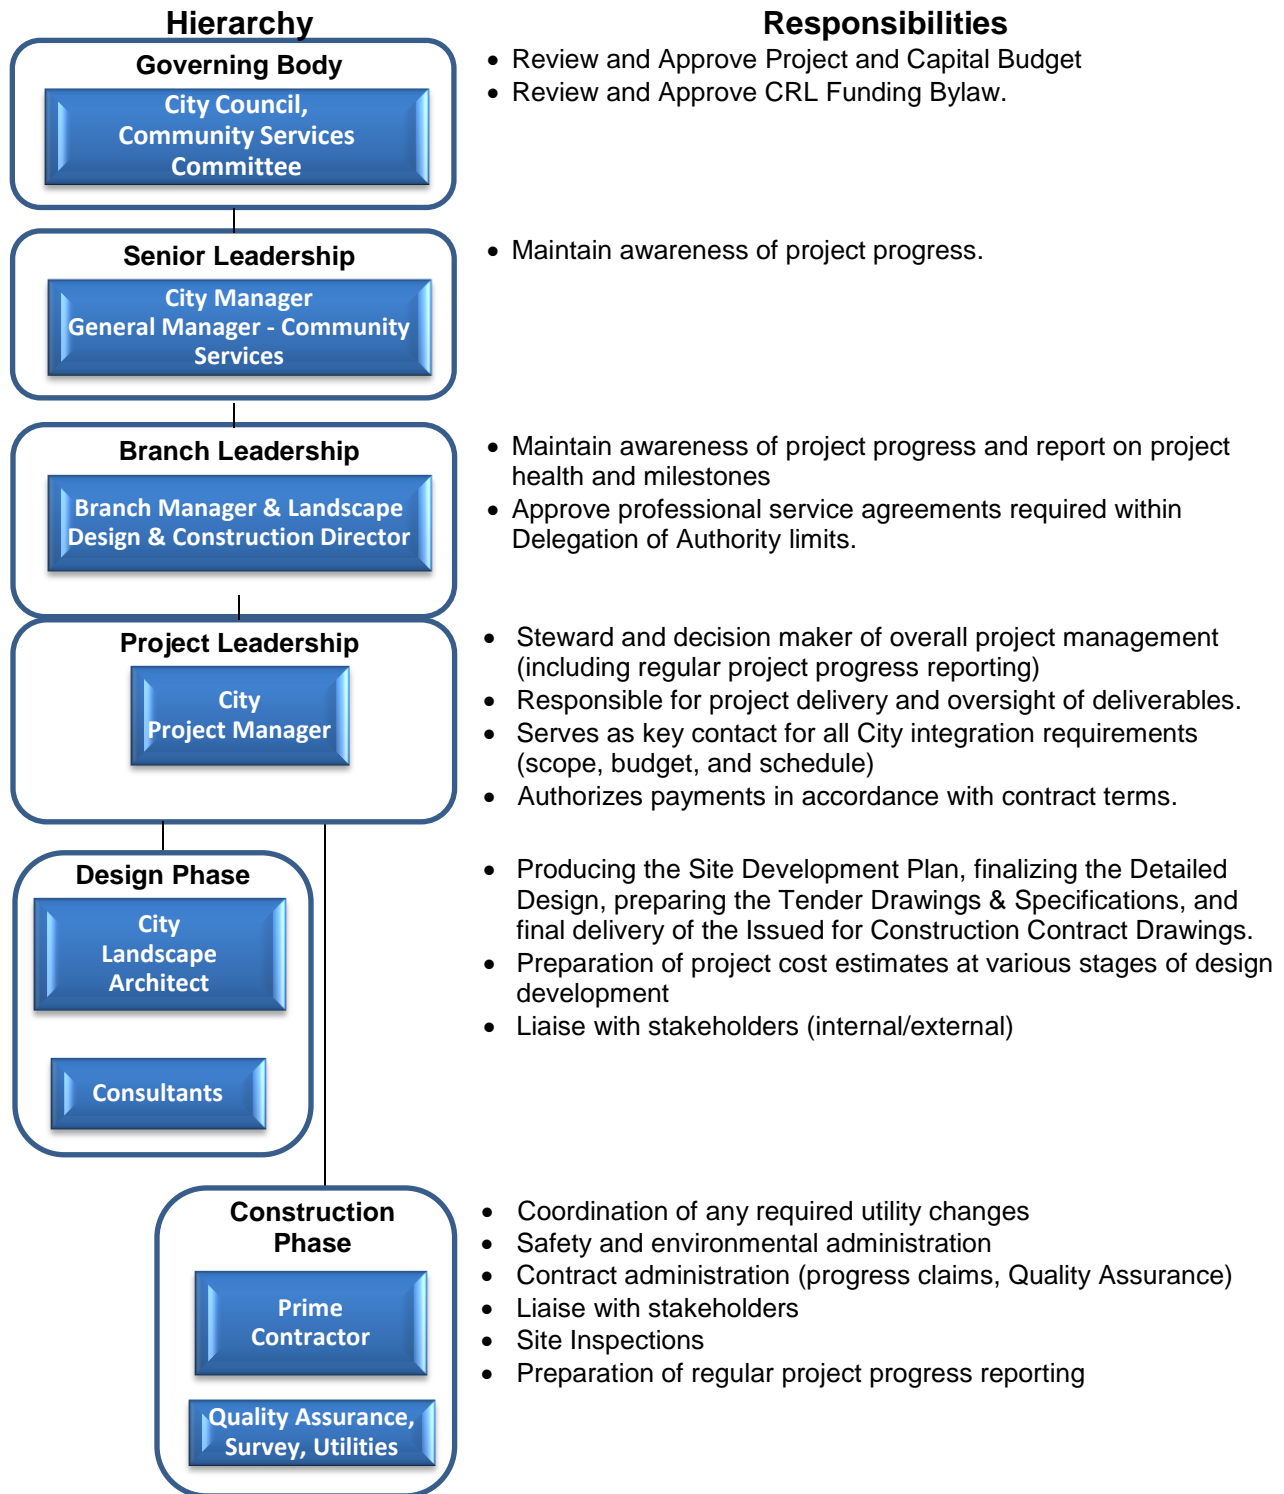 Hierarchy
Responsibilities
Governing Body
City Council,
Community Services
Committee
• Review and Approve Project and Capital Budget
• Review and Approve CRL Funding Bylaw.
Senior Leadership
City Manager
General Manager - Community
Services
• Maintain awareness of project progress.
Branch Leadership
Branch Manager & Landscape
Design & Construction Director
• Maintain awareness of project progress and report on project
health and milestones
• Approve professional service agreements required within
Delegation of Authority limits.
Project Leadership
City
Project Manager
• Steward and decision maker of overall project management
(including regular project progress reporting)
• Responsible for project delivery and oversight of deliverables.
• Serves as key contact for all City integration requirements
(scope, budget, and schedule)
• Authorizes payments in accordance with contract terms.
Design Phase
City
Landscape
Architect
Consultants
• Producing the Site Development Plan, finalizing the Detailed
Design, preparing the Tender Drawings & Specifications, and
final delivery of the Issued for Construction Contract Drawings.
• Preparation of project cost estimates at various stages of design
development
• Liaise with stakeholders (internal/external)
Construction
Phase
Prime
Contractor
Quality Assurance,
Survey, Utilities
• Coordination of any required utility changes
• Safety and environmental administration
• Contract administration (progress claims, Quality Assurance)
• Liaise with stakeholders
• Site Inspections
• Preparation of regular project progress reporting